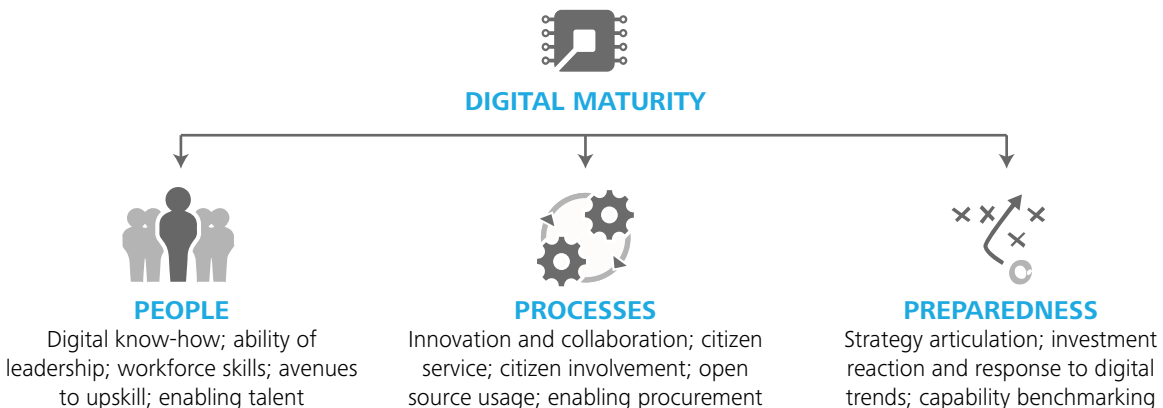 DIGITAL MATURITY
PEOPLE
Digital know-how; ability of
leadership; workforce skills; avenues
to upskill; enabling talent
PROCESSES
Innovation and collaboration; citizen
service; citizen involvement; open
source usage; enabling procurement
PREPAREDNESS
Strategy articulation; investment
reaction and response to digital
trends; capability benchmarking